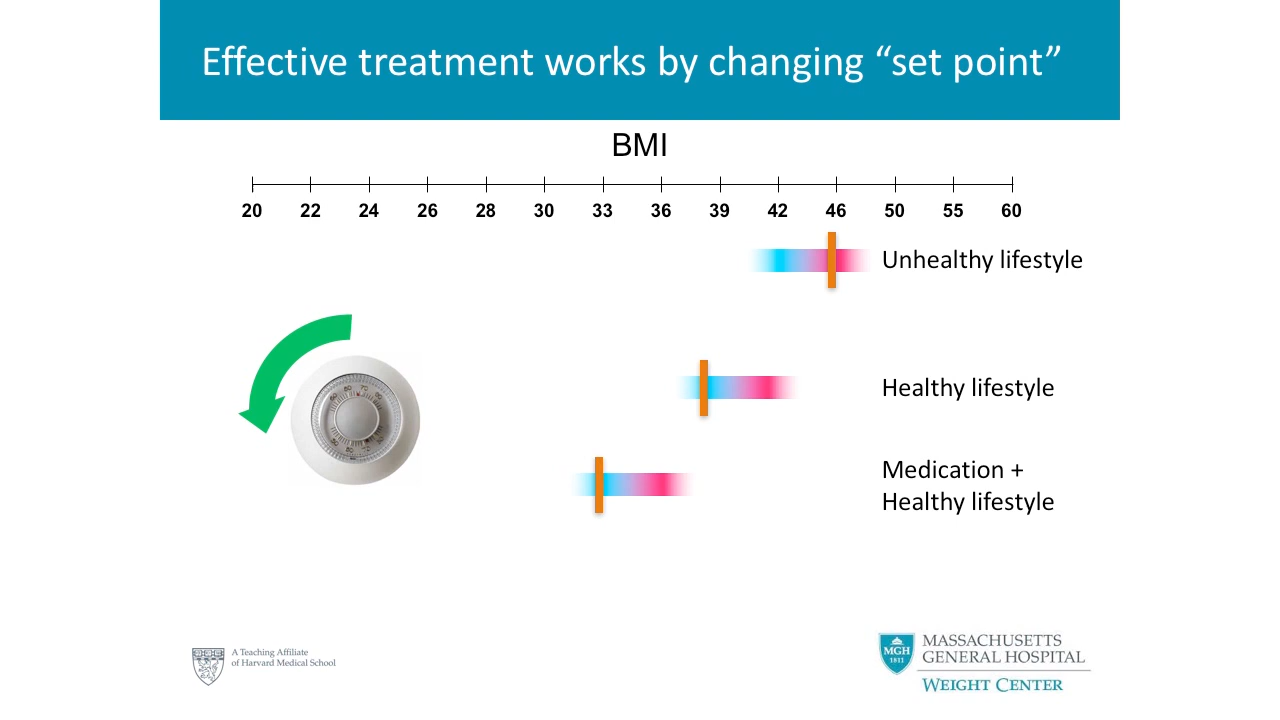 Effective treatment works by changing “set point”
BMI
20 22 24 26 28 30 33 36 39 42 46 50 55 60
Unhealthy lifestyle
Healthy lifestyle
Medication +
Healthy lifestyle
A Teaching Affiliate
of Harvard Medical School
MGH
1811
MASSACHUSETTS
GENERAL HOSPITAL
WEIGHT CENTER